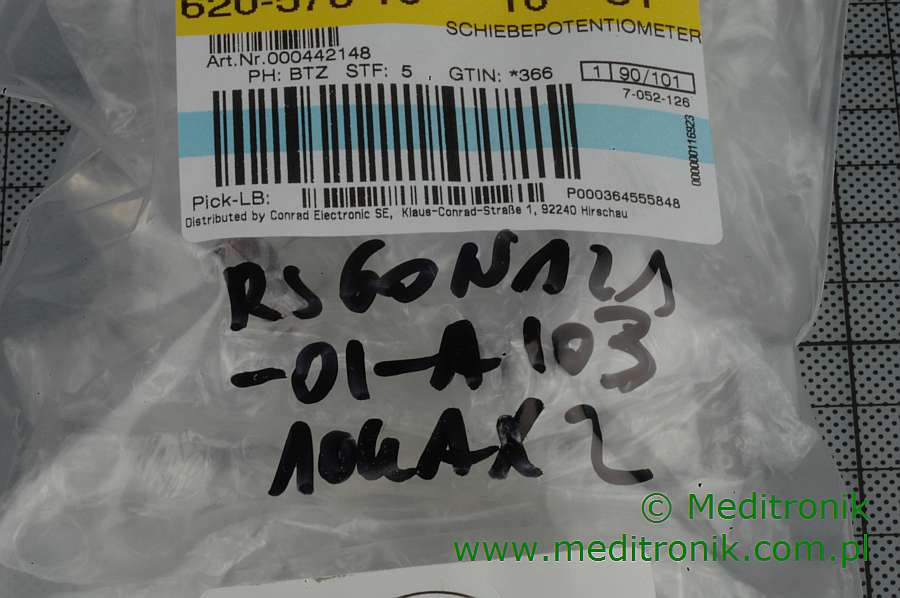 SCHIEBEPOTENTIOMETER
Art.Nr.000442148
PH: BTZ STF: 5 GTIN: *366
1 90/101
7-052-126
000000116923
Pick-LB: P000364555848
Distributed by Conrad Electronic SE, Klaus-Conrad-Straße 1, 92240 Hirschau
RS60N121
-01-A103
10KAX2
© Meditronik
www.meditronik.com.pl